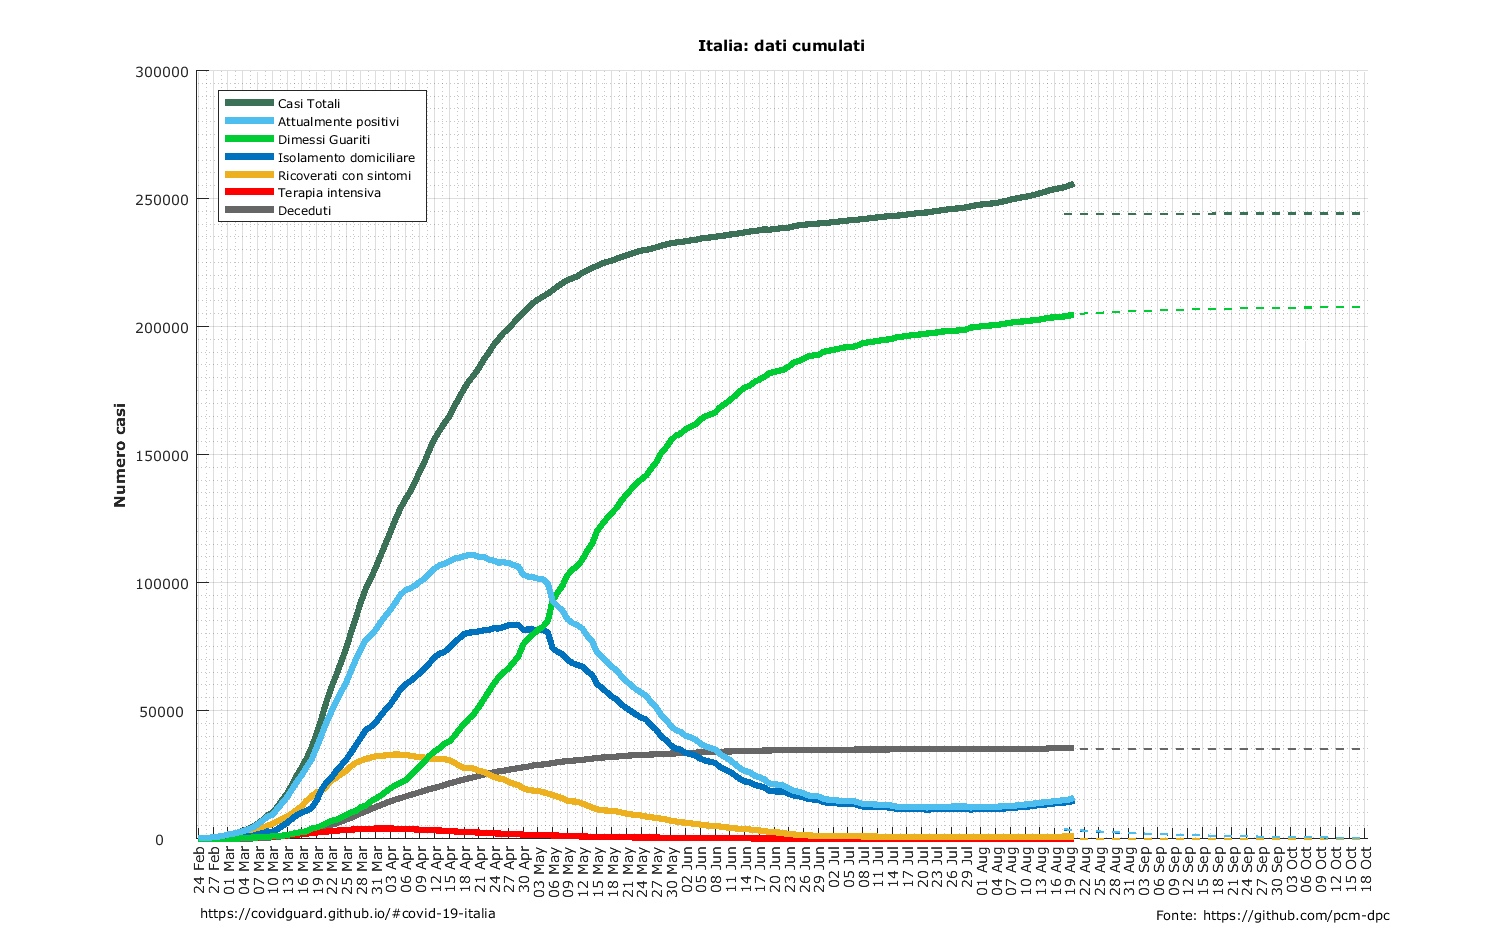 Italia: dati cumulati
300000
250000
200000
150000
100000
50000
0
Numero casi
Casi Totali
Attualmente positivi
Dimessi Guariti
Isolamento domiciliare
Ricoverati con sintomi
Terapia intensiva
Deceduti
24 Feb
27 Feb
01 Mar
04 Mar
07 Mar
10 Mar
13 Mar
16 Mar
19 Mar
22 Mar
25 Mar
28 Mar
31 Mar
03 Apr
06 Apr
09 Apr
12 Apr
15 Apr
18 Apr
21 Apr
24 Apr
27 Apr
30 Apr
03 May
06 May
09 May
12 May
15 May
18 May
21 May
24 May
27 May
30 May
02 Jun
05 Jun
08 Jun
11 Jun
14 Jun
17 Jun
20 Jun
23 Jun
26 Jun
29 Jun
02 Jul
05 Jul
08 Jul
11 Jul
14 Jul
17 Jul
20 Jul
23 Jul
26 Jul
29 Jul
01 Aug
04 Aug
07 Aug
10 Aug
13 Aug
16 Aug
19 Aug
22 Aug
25 Aug
28 Aug
31 Aug
03 Sep
06 Sep
09 Sep
12 Sep
15 Sep
18 Sep
21 Sep
24 Sep
27 Sep
30 Sep
03 Oct
06 Oct
09 Oct
12 Oct
15 Oct
18 Oct
https://covidguard.github.io/#covid-19-italia
Fonte: https://github.com/pcm-dpc